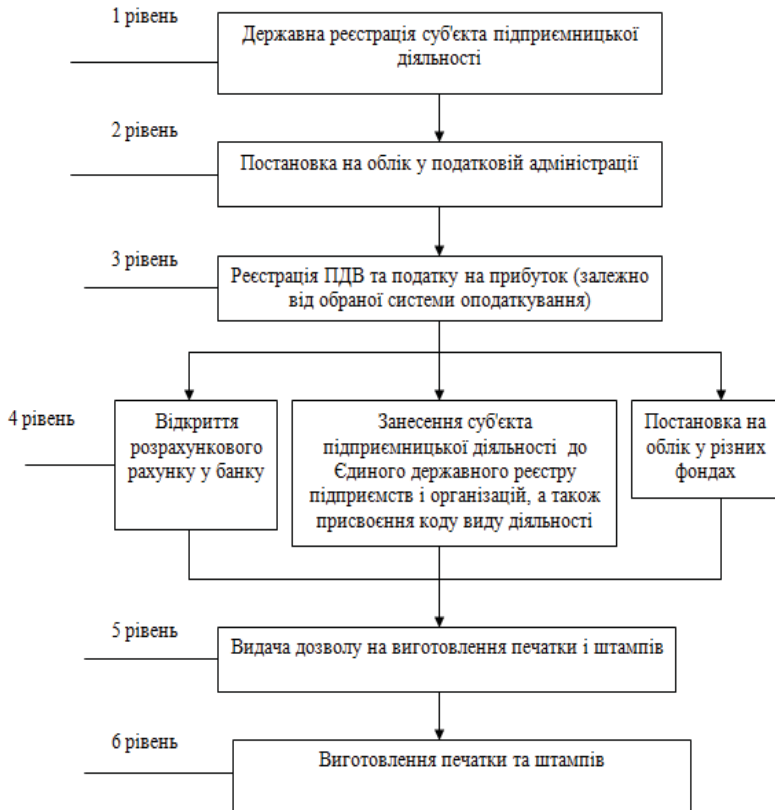 1 рівень
Державна реєстрація суб'єкта підприємницької
діяльності
2 рівень
Постановка на облік у податковій адміністрації
3 рівень
Реєстрація ПДВ та податку на прибуток (залежно
від обраної системи оподаткування)
4 рівень
Відкриття
розрахункового
рахунку у банку
Занесення суб'єкта
підприємницької діяльності до
Єдиного державного реєстру
підприємств і організацій, а також
присвоєння коду виду діяльності
Постановка на
облік у різних
фондах
5 рівень
Видача дозволу на виготовлення печатки і штампів
6 рівень
Виготовлення печатки та штампів